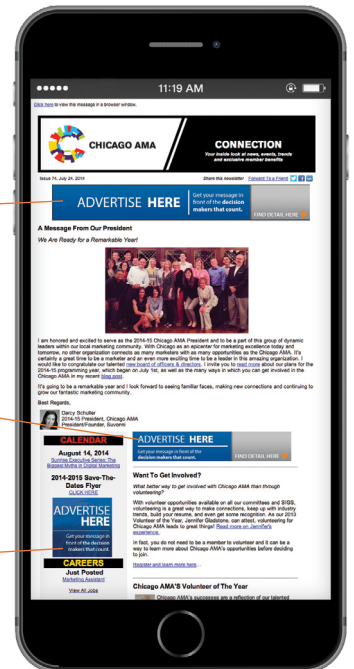 11:19 AM
Click here to view this message in a browser window.
CHICAGO AMA
CONNECTION
Your inside look at news, events, trends
and exclusive member benefits
Issue 74, July 24, 2014
Share this newsletter Forward To a Friend
ADVERTISE HERE
Get your message in
front of the decision
makers that count.
FIND DETAIL HERE
A Message From Our President
We Are Ready for a Remarkable Year!
I am honored and excited to serve as the 2014-15 Chicago AMA President and to be a part of this group of dynamic
leaders within our local marketing community. With Chicago as an epicenter for marketing excellence today and
tomorrow, no other organization connects as many marketers with as many opportunities as the Chicago AMA. It's
certainly a great time to be a marketer and an even more exciting time to be a leader in this amazing organization. I
would like to congratulate our talented new board of officers & directors. I invite you to read more about our plans for the
2014-15 programming year, which began on July 1st, as well as the many ways in which you can get involved in the
Chicago AMA in my recent blog post.
It's going to be a remarkable year and I look forward to seeing familiar faces, making new connections and continuing to
grow our fantastic marketing community.
Best Regards,
Darcy Schuller
2014-15 President, Chicago AMA
President/Founder, Suvonni
CALENDAR
August 14, 2014
Sunrise Executive Series: The
Biggest Myths in Digital Marketing
2014-2015 Save-The-
Dates Flyer
CLICK HERE
ADVERTISE
HERE
Get your message in
front of the decision
makers that count.
CAREERS
Just Posted
Marketing Assistant
View All Jobs
ADVERTISE HERE
Get your message in
front of the decision
makers that count.
FIND DETAIL HERE
Want To Get Involved?
What better way to get involved with Chicago AMA than through
volunteering?
With volunteer opportunities available on all our committees and SIGS,
volunteering is a great way to make connections, keep up with industry
trends, build your resume, and even get some recognition. As our 2013
Volunteer of the Year, Jennifer Gladstone, can attest, volunteering for
Chicago AMA leads to great things! Read more on Jennifer's
experience.
In fact, you do not need to be a member to volunteer and it can be a
way to learn more about Chicago AMA's opportunities before deciding
to join.
Register and learn more here...
Chicago AMA'S Volunteer of The Year
Chicago AMA's successes are a reflection of our talented